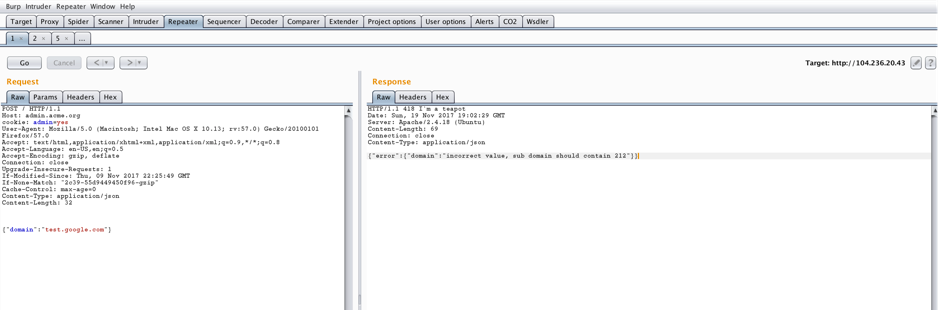 Burp Intruder Repeater Window Help
Target Proxy Spider Scanner Intruder Repeater Sequencer Decoder Comparer Extender Project options User options Alerts CO2 Wsdler
1 × 2 × 5 × ...
Go Cancel < > Target: http://104.236.20.43 ?
Request
Raw Params Headers Hex
POST / HTTP/1.1
Host: admin.acme.org
cookie: admin=yes
User-Agent: Mozilla/5.0 (Macintosh; Intel Mac OS X 10.13; rv:57.0) Gecko/20100101
Firefox/57.0
Accept: text/html,application/xhtml+xml,application/xml;q=0.9,*/*;q=0.8
Accept-Language: en-US,en;q=0.5
Accept-Encoding: gzip, deflate
Connection: close
Upgrade-Insecure-Requests: 1
If-Modified-Since: Thu, 09 Nov 2017 22:25:49 GMT
If-None-Match: "2c39-55d9449450f96-gzip"
Cache-Control: max-age=0
Content-Type: application/json
Content-Length: 32
{"domain":"test.google.com"}
Response
Raw Headers Hex
HTTP/1.1 418 I'm a teapot
Date: Sun, 19 Nov 2017 19:02:29 GMT
Server: Apache/2.4.18 (Ubuntu)
Content-Length: 69
Connection: close
Content-Type: application/json
{"error":{"domain":"incorrect value, sub domain should contain 212"}}